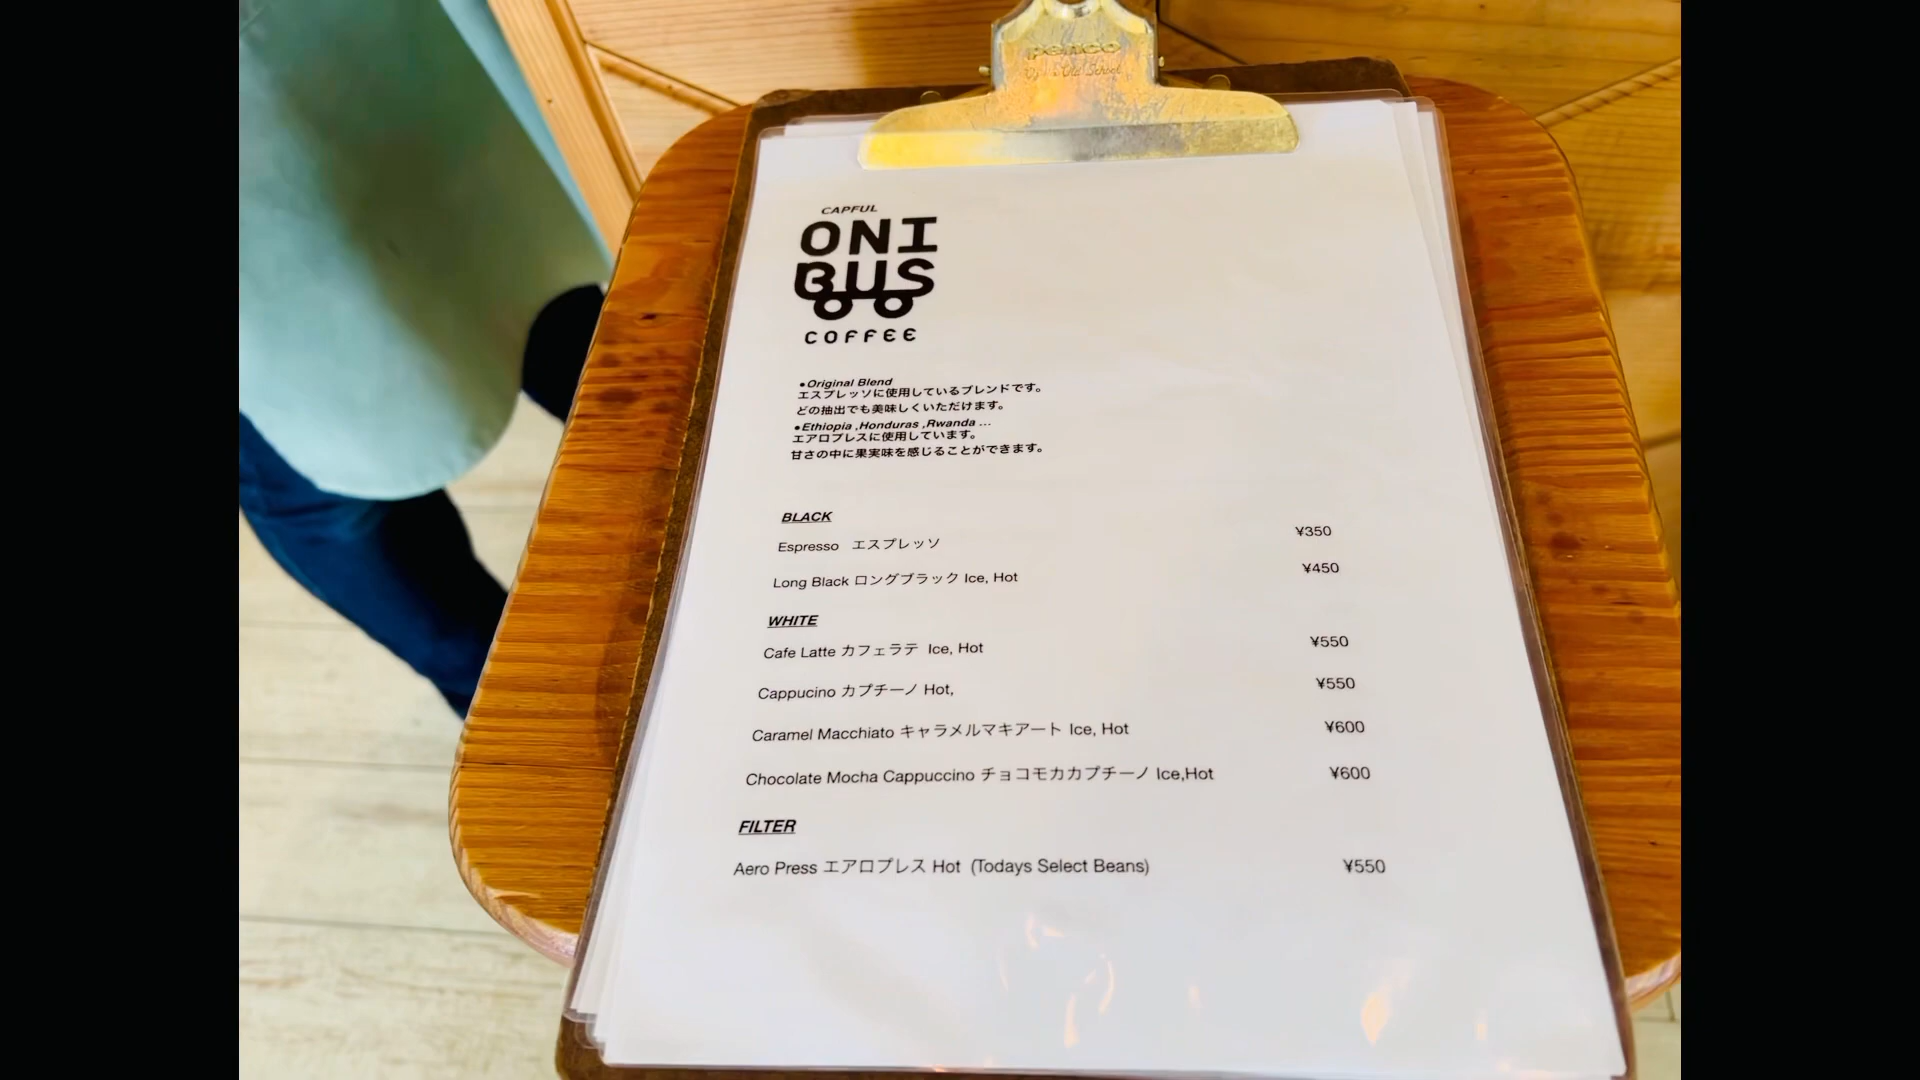 penco
Old School
CAPFUL
ONI
BUS
COFFEE
●Original Blend
エスプレッソに使用しているブレンドです。
どの抽出でも美味しくいただけます。
●Ethiopia ,Honduras ,Rwanda …
エアロプレスに使用しています。
甘さの中に果実味を感じることができます。
BLACK
Espresso エスプレッソ ¥350
Long Black ロングブラック Ice, Hot ¥450
WHITE
Cafe Latte カフェラテ Ice, Hot ¥550
Cappucino カプチーノ Hot, ¥550
Caramel Macchiato キャラメルマキアート Ice, Hot ¥600
Chocolate Mocha Cappuccino チョコモカカプチーノ Ice,Hot ¥600
FILTER
Aero Press エアロプレス Hot (Todays Select Beans) ¥550